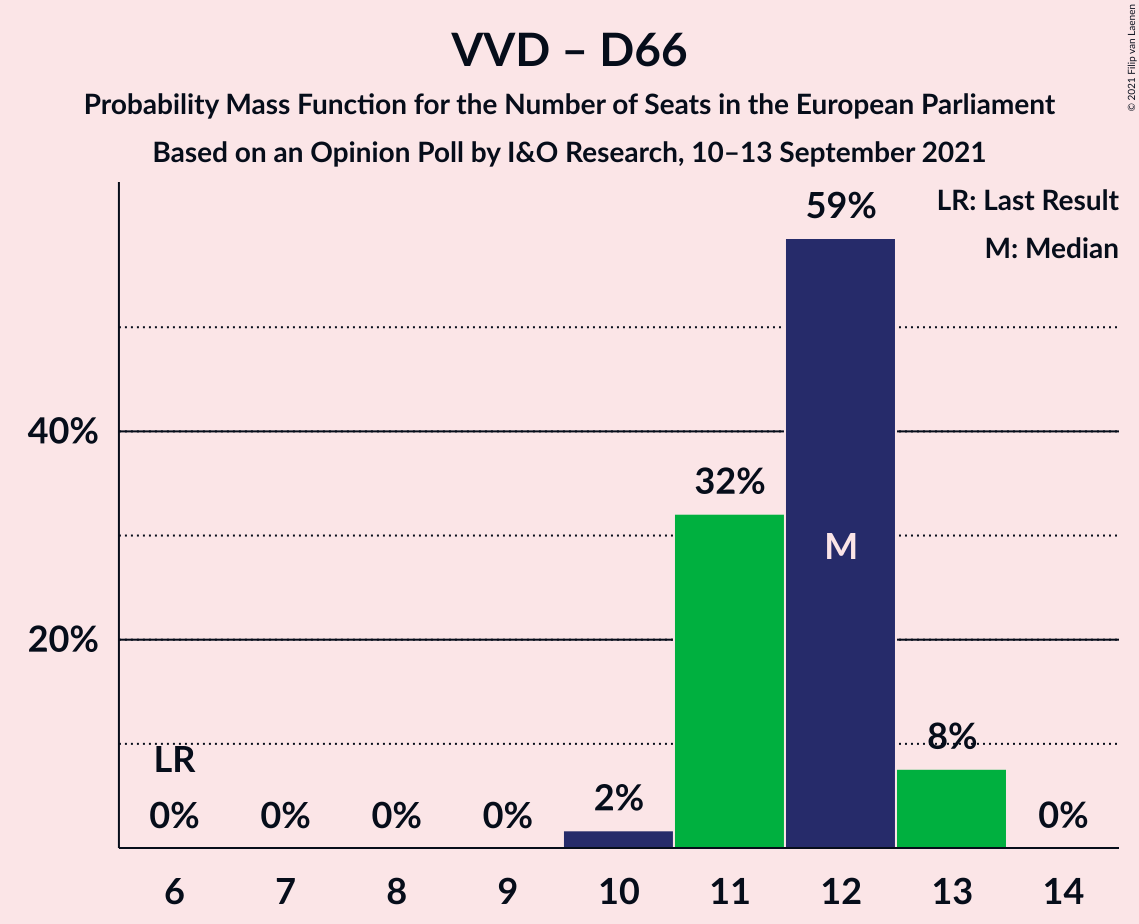 VVD – D66
Probability Mass Function for the Number of Seats in the European Parliament
Based on an Opinion Poll by I&O Research, 10–13 September 2021
© 2021 Filip van Laenen
LR: Last Result
M: Median
59%
40%
32%
M
20%
8%
LR
2%
0% 0% 0% 0% 0%
6 7 8 9 10 11 12 13 14